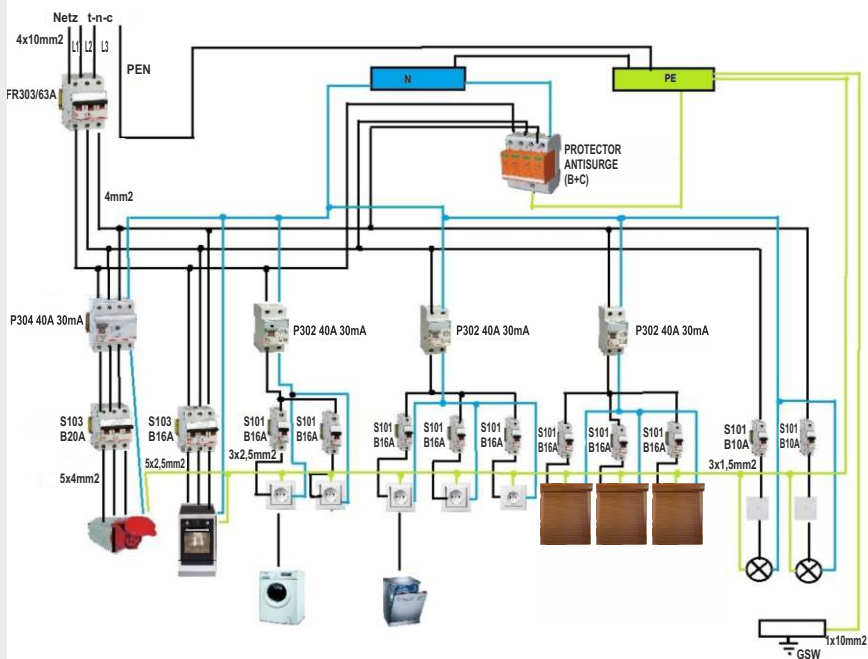 Netz t-n-c
4x10mm2
L1 L2 L3
PEN
FR303/63A
N
PE
PROTECTOR
ANTISURGE
(B+C)
4mm2
P304 40A 30mA
P302 40A 30mA
P302 40A 30mA
P302 40A 30mA
S103
B20A
S103
B16A
S101
B16A
S101
B16A
S101
B16A
S101
B16A
S101
B16A
S101
B16A
S101
B16A
S101
B16A
S101
B10A
S101
B10A
5x4mm2
5x2,5mm2
3x2,5mm2
3x1,5mm2
1x10mm2
GSW